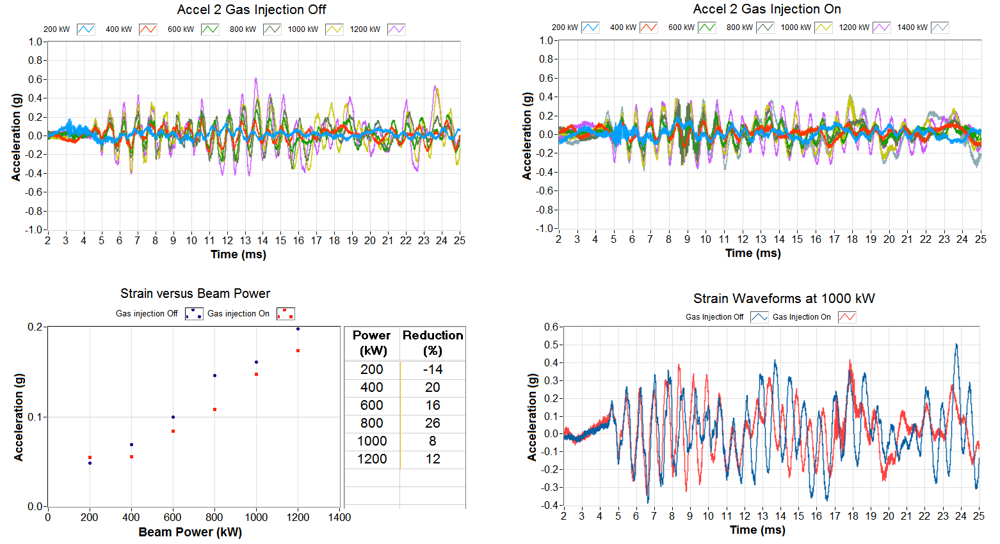 Accel 2 Gas Injection Off
200 kW 400 kW 600 kW 800 kW 1000 kW 1200 kW
Acceleration (g)
1.0
0.8
0.6
0.4
0.2
0.0
-0.2
-0.4
-0.6
-0.8
-1.0
2 3 4 5 6 7 8 9 10 11 12 13 14 15 16 17 18 19 20 21 22 23 24 25
Time (ms)
Accel 2 Gas Injection On
200 kW 400 kW 600 kW 800 kW 1000 kW 1200 kW 1400 kW
Acceleration (g)
1.0
0.8
0.6
0.4
0.2
0.0
-0.2
-0.4
-0.6
-0.8
-1.0
2 3 4 5 6 7 8 9 10 11 12 13 14 15 16 17 18 19 20 21 22 23 24 25
Time (ms)
Strain versus Beam Power
Gas injection Off Gas injection On
Acceleration (g)
0.2
0.1
0.0
0 200 400 600 800 1000 1200 1400
Beam Power (kW)
Power Reduction
(kW) (%)
200 -14
400 20
600 16
800 26
1000 8
1200 12
Strain Waveforms at 1000 kW
Gas Injection Off Gas Injection On
Acceleration (g)
0.6
0.5
0.4
0.3
0.2
0.1
0.0
-0.1
-0.2
-0.3
-0.4
2 3 4 5 6 7 8 9 10 11 12 13 14 15 16 17 18 19 20 21 22 23 24 25
Time (ms)